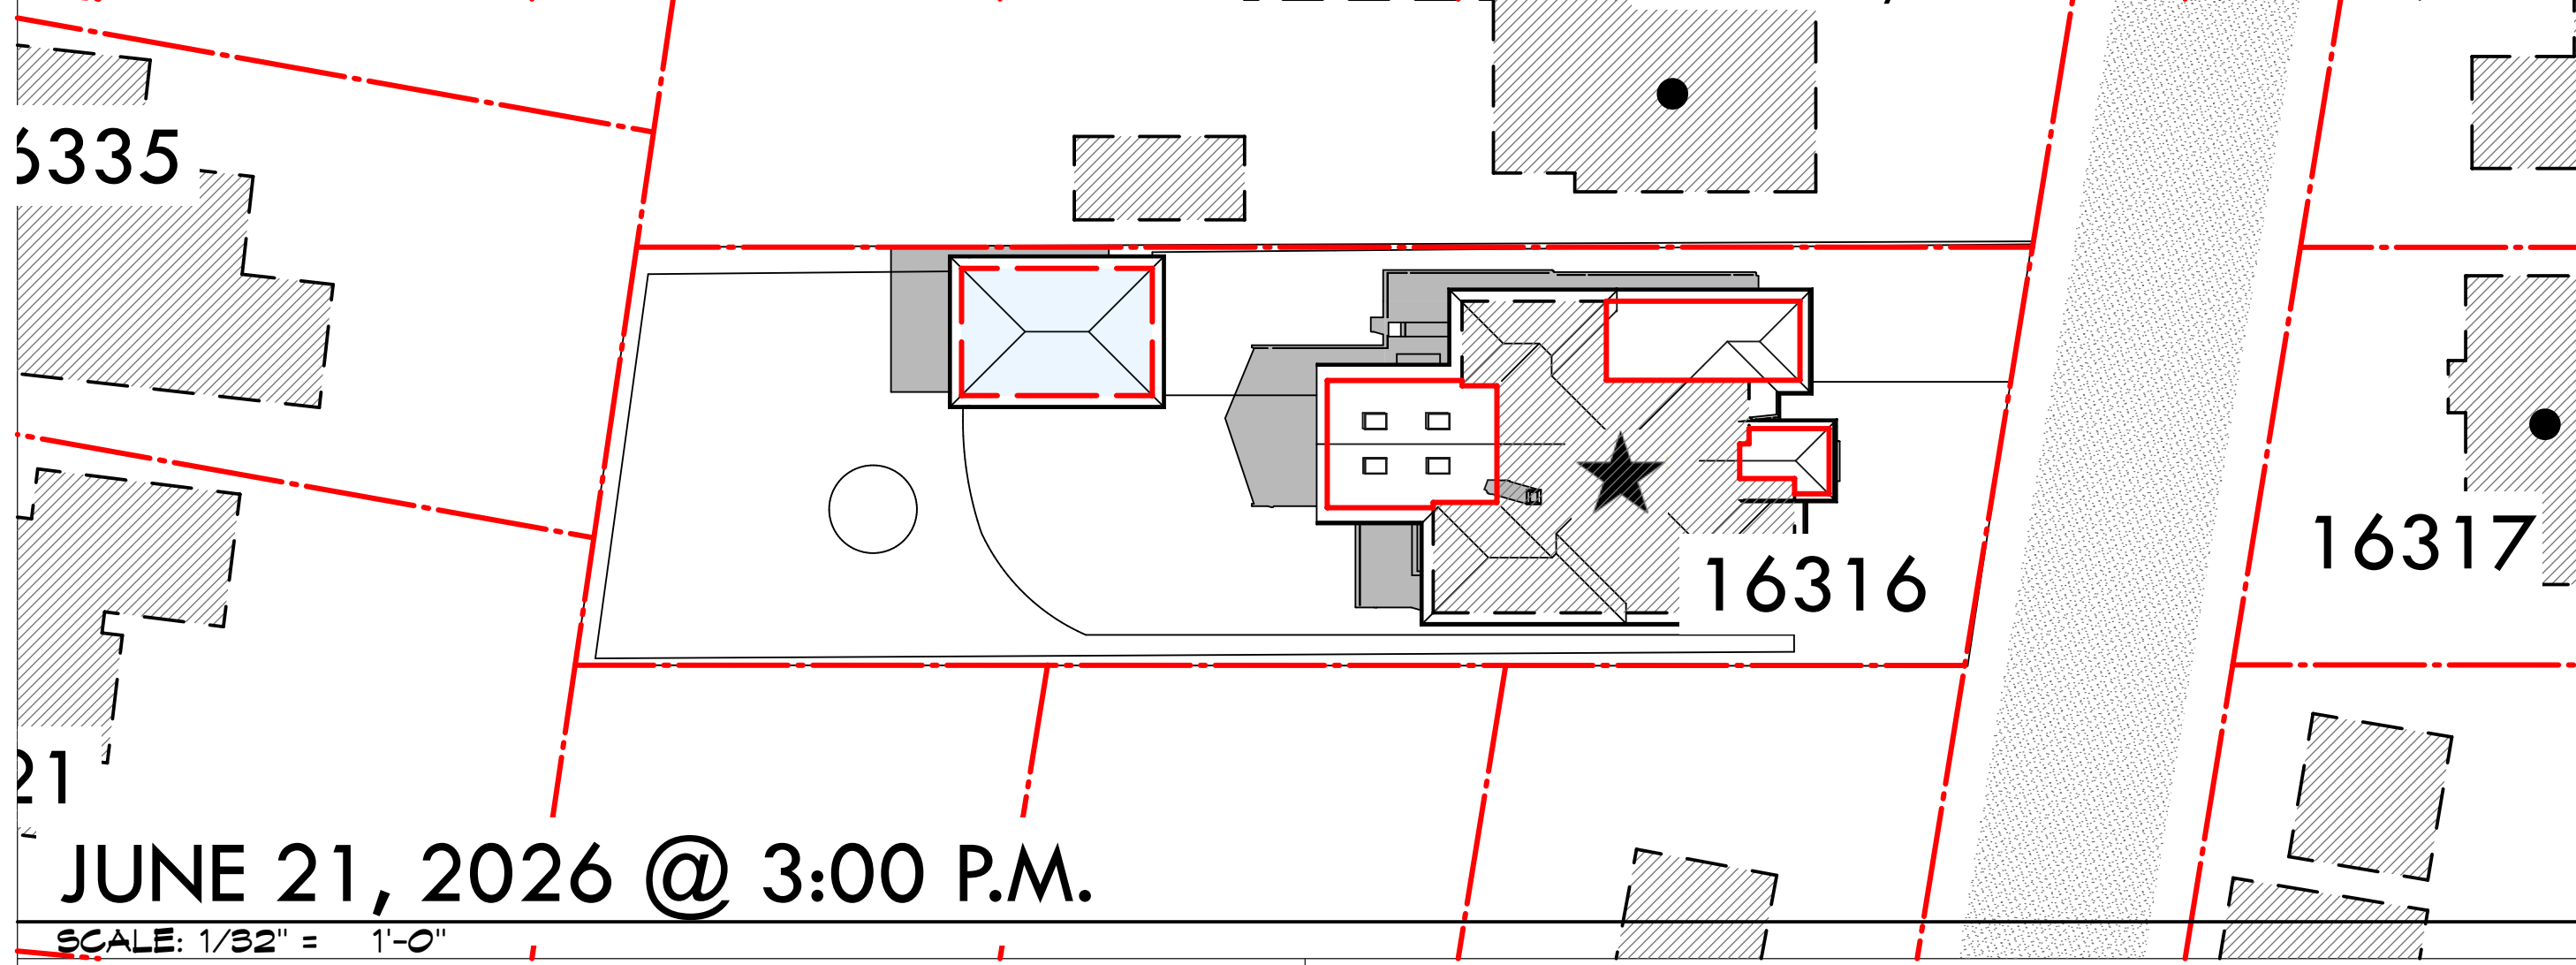 6335
16316
16317
21
JUNE 21, 2026 @ 3:00 P.M.
SCALE: 1/32" = 1'-0"